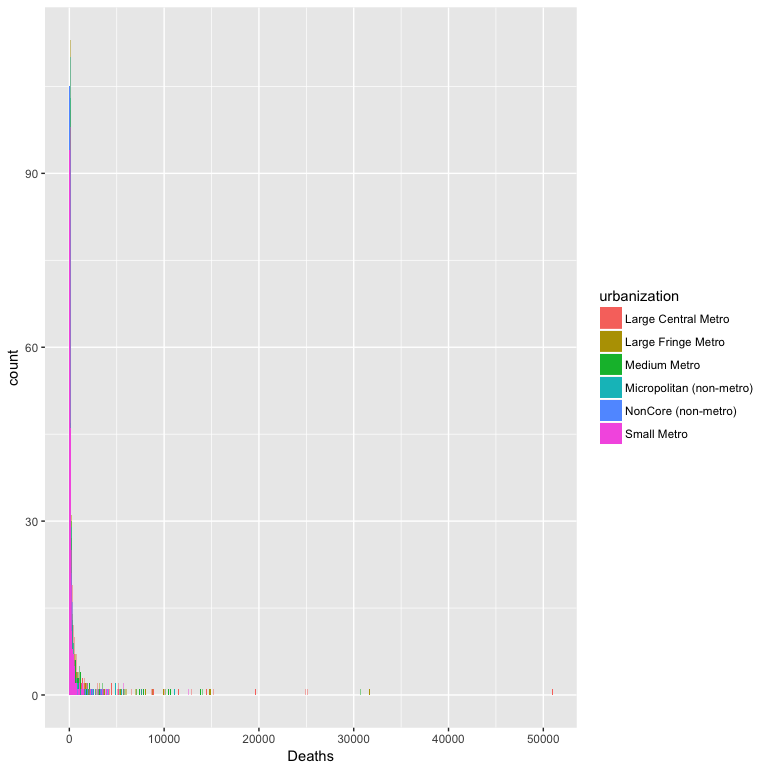 90
60
30
0
count
0 10000 20000 30000 40000 50000
Deaths
urbanization
Large Central Metro
Large Fringe Metro
Medium Metro
Micropolitan (non-metro)
NonCore (non-metro)
Small Metro